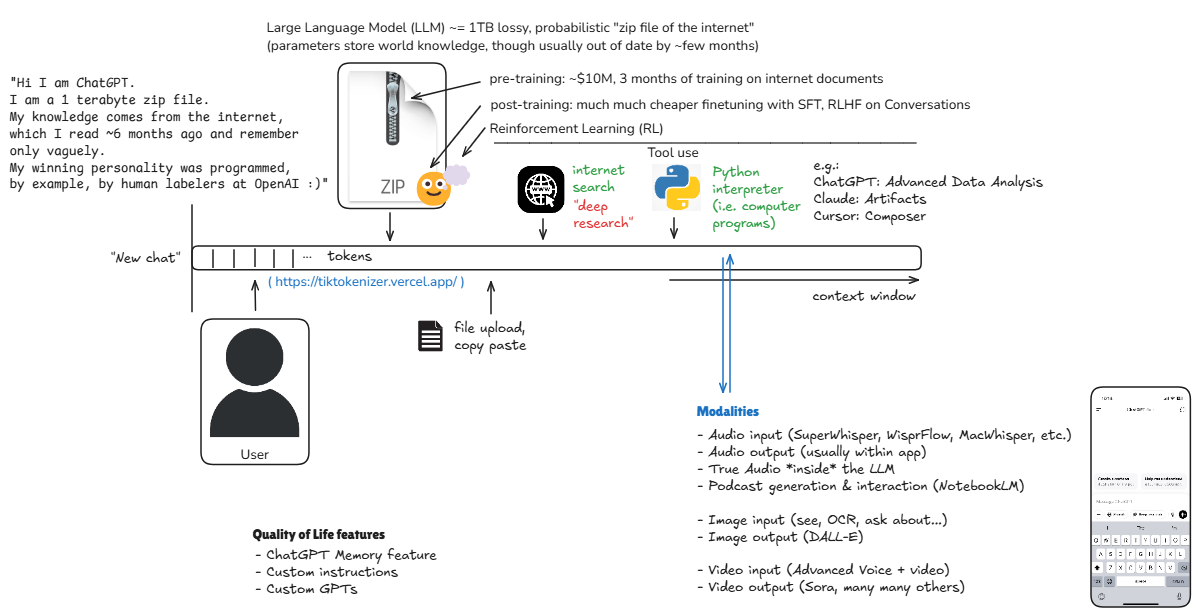 Large Language Model (LLM) ~= 1TB lossy, probabilistic "zip file of the internet"
(parameters store world knowledge, though usually out of date by ~few months)
"Hi I am ChatGPT.
I am a 1 terabyte zip file.
My knowledge comes from the internet,
which I read ~6 months ago and remember
only vaguely.
My winning personality was programmed,
by example, by human labelers at OpenAI :)"
ZIP
pre-training: ~$10M, 3 months of training on internet documents
post-training: much much cheaper finetuning with SFT, RLHF on Conversations
Reinforcement Learning (RL)
Tool use
www
internet
search
"deep
research"
Python
interpreter
(i.e. computer
programs)
e.g.:
ChatGPT: Advanced Data Analysis
Claude: Artifacts
Cursor: Composer
"New chat"
... tokens
( https://tiktokenizer.vercel.app/ )
context window
file upload,
copy paste
User
Modalities
- Audio input (SuperWhisper, WisprFlow, MacWhisper, etc.)
- Audio output (usually within app)
- True Audio *inside* the LLM
- Podcast generation & interaction (NotebookLM)
- Image input (see, OCR, ask about...)
- Image output (DALL-E)
- Video input (Advanced Voice + video)
- Video output (Sora, many many others)
Quality of Life features
- ChatGPT Memory feature
- Custom instructions
- Custom GPTs
ChatGPT
Message ChatGPT
Q W E R T Y U I O P
A S D F G H J K L
Z X C V B N M